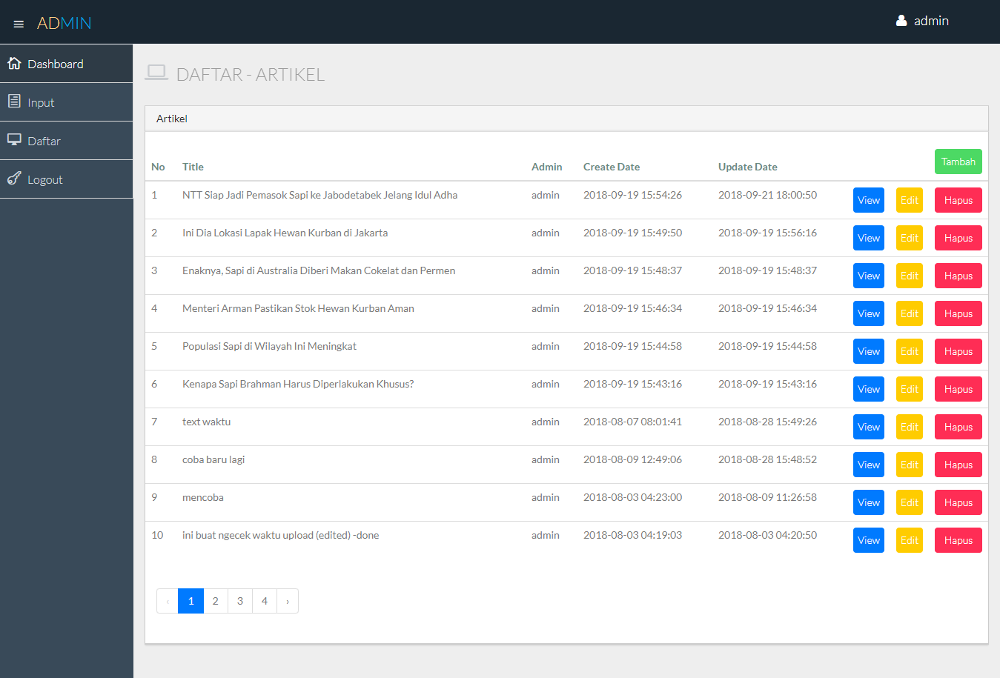 ADMIN admin
Dashboard
Input
Daftar
Logout
DAFTAR - ARTIKEL
Artikel
No Title Admin Create Date Update Date Tambah
1 NTT Siap Jadi Pemasok Sapi ke Jabodetabek Jelang Idul Adha admin 2018-09-19 15:54:26 2018-09-21 18:00:50 View Edit Hapus
2 Ini Dia Lokasi Lapak Hewan Kurban di Jakarta admin 2018-09-19 15:49:50 2018-09-19 15:56:16 View Edit Hapus
3 Enaknya, Sapi di Australia Diberi Makan Cokelat dan Permen admin 2018-09-19 15:48:37 2018-09-19 15:48:37 View Edit Hapus
4 Menteri Arman Pastikan Stok Hewan Kurban Aman admin 2018-09-19 15:46:34 2018-09-19 15:46:34 View Edit Hapus
5 Populasi Sapi di Wilayah Ini Meningkat admin 2018-09-19 15:44:58 2018-09-19 15:44:58 View Edit Hapus
6 Kenapa Sapi Brahman Harus Diperlakukan Khusus? admin 2018-09-19 15:43:16 2018-09-19 15:43:16 View Edit Hapus
7 text waktu admin 2018-08-07 08:01:41 2018-08-28 15:49:26 View Edit Hapus
8 coba baru lagi admin 2018-08-09 12:49:06 2018-08-28 15:48:52 View Edit Hapus
9 mencoba admin 2018-08-03 04:23:00 2018-08-09 11:26:58 View Edit Hapus
10 ini buat ngecek waktu upload (edited) -done admin 2018-08-03 04:19:03 2018-08-03 04:20:50 View Edit Hapus
‹ 1 2 3 4 ›